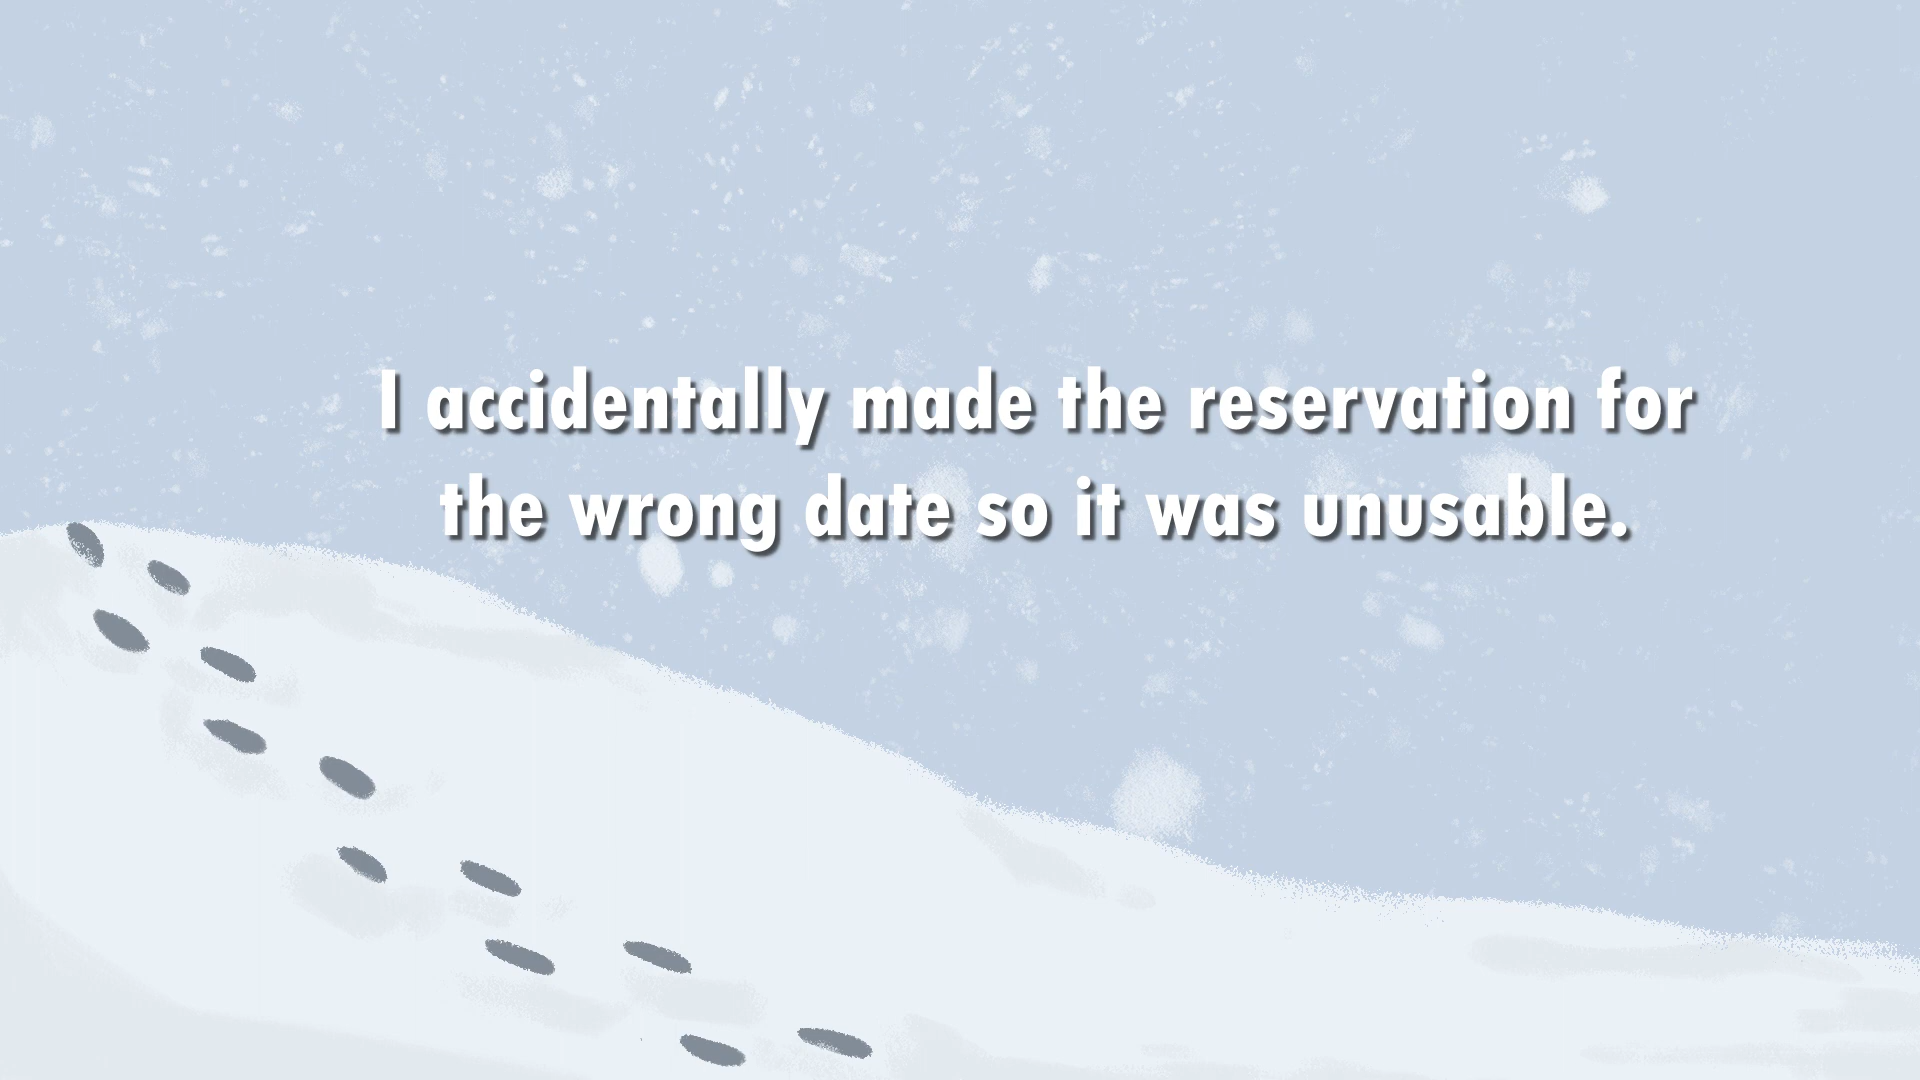 I accidentally made the reservation for
the wrong date so it was unusable.